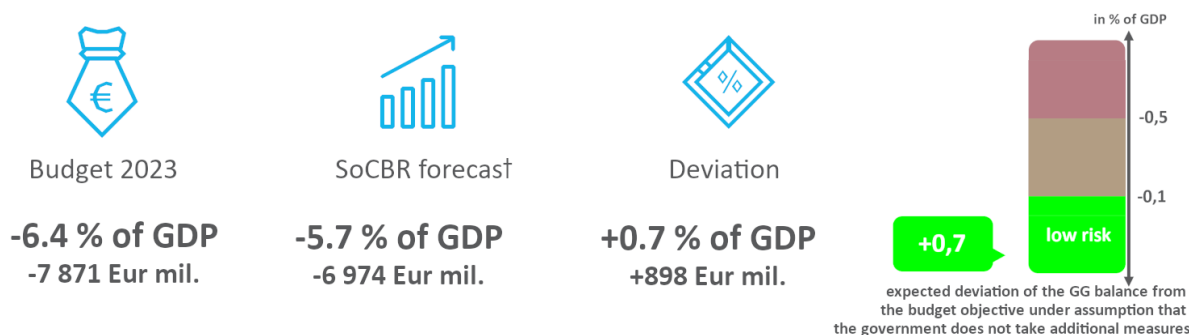 €
Budget 2023
-6.4 % of GDP
-7 871 Eur mil.
SoCBR forecast†
-5.7 % of GDP
-6 974 Eur mil.
%
Deviation
+0.7 % of GDP
+898 Eur mil.
in % of GDP
-0,5
-0,1
+0,7
low risk
expected deviation of the GG balance from
the budget objective under assumption that
the government does not take additional measures